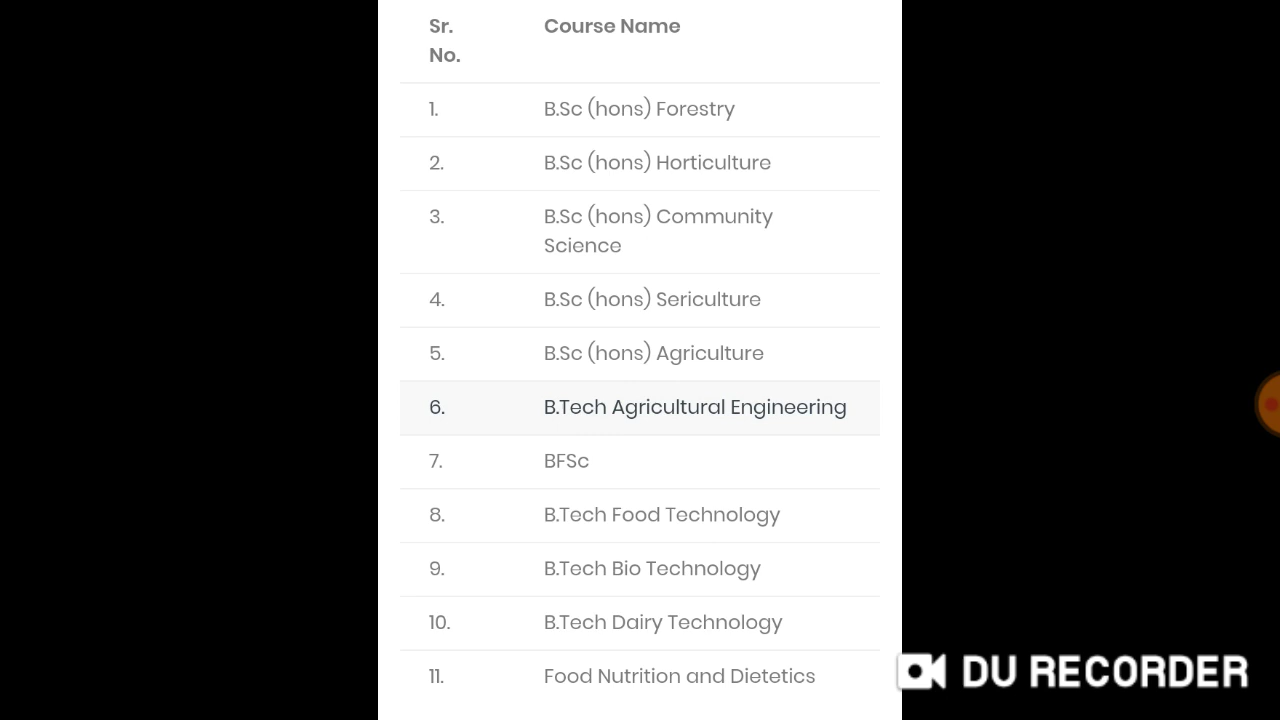 Sr. Course Name
No.
1. B.Sc (hons) Forestry
2. B.Sc (hons) Horticulture
3. B.Sc (hons) Community
Science
4. B.Sc (hons) Sericulture
5. B.Sc (hons) Agriculture
6. B.Tech Agricultural Engineering
7. BFSc
8. B.Tech Food Technology
9. B.Tech Bio Technology
10. B.Tech Dairy Technology
11. Food Nutrition and Dietetics
DU RECORDER